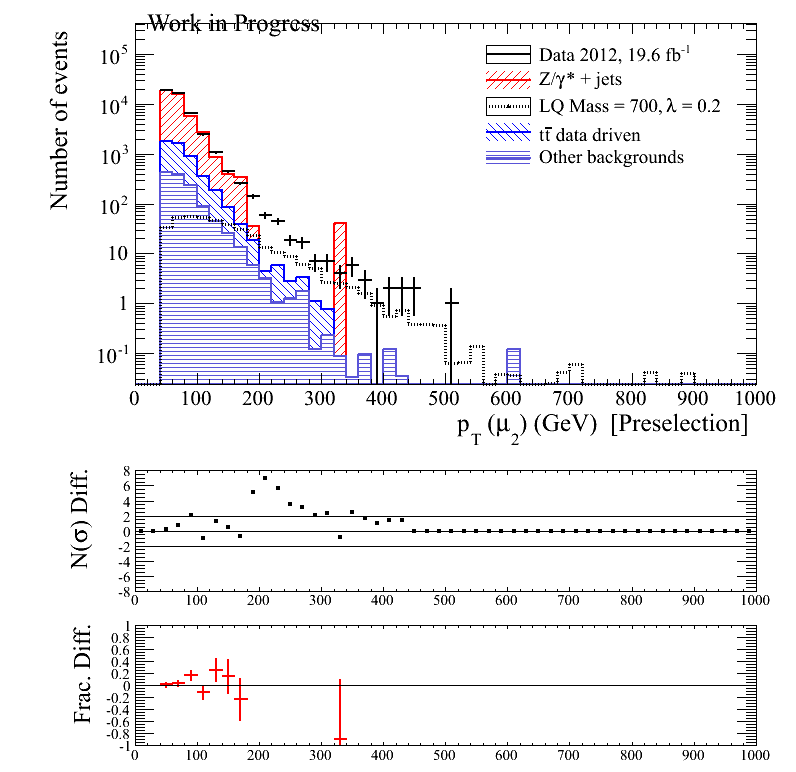 Work in Progress
Number of events
10^5
10^4
10^3
10^2
10
1
10^-1
Data 2012, 19.6 fb^-1
Z/γ* + jets
LQ Mass = 700, λ = 0.2
tt̄ data driven
Other backgrounds
0 100 200 300 400 500 600 700 800 900 1000
p_T (μ_2) (GeV) [Preselection]
N(σ) Diff.
8
6
4
2
0
-2
-4
-6
-8
0 100 200 300 400 500 600 700 800 900 1000
Frac. Diff.
1
0.8
0.6
0.4
0.2
0
-0.2
-0.4
-0.6
-0.8
-1
0 100 200 300 400 500 600 700 800 900 1000